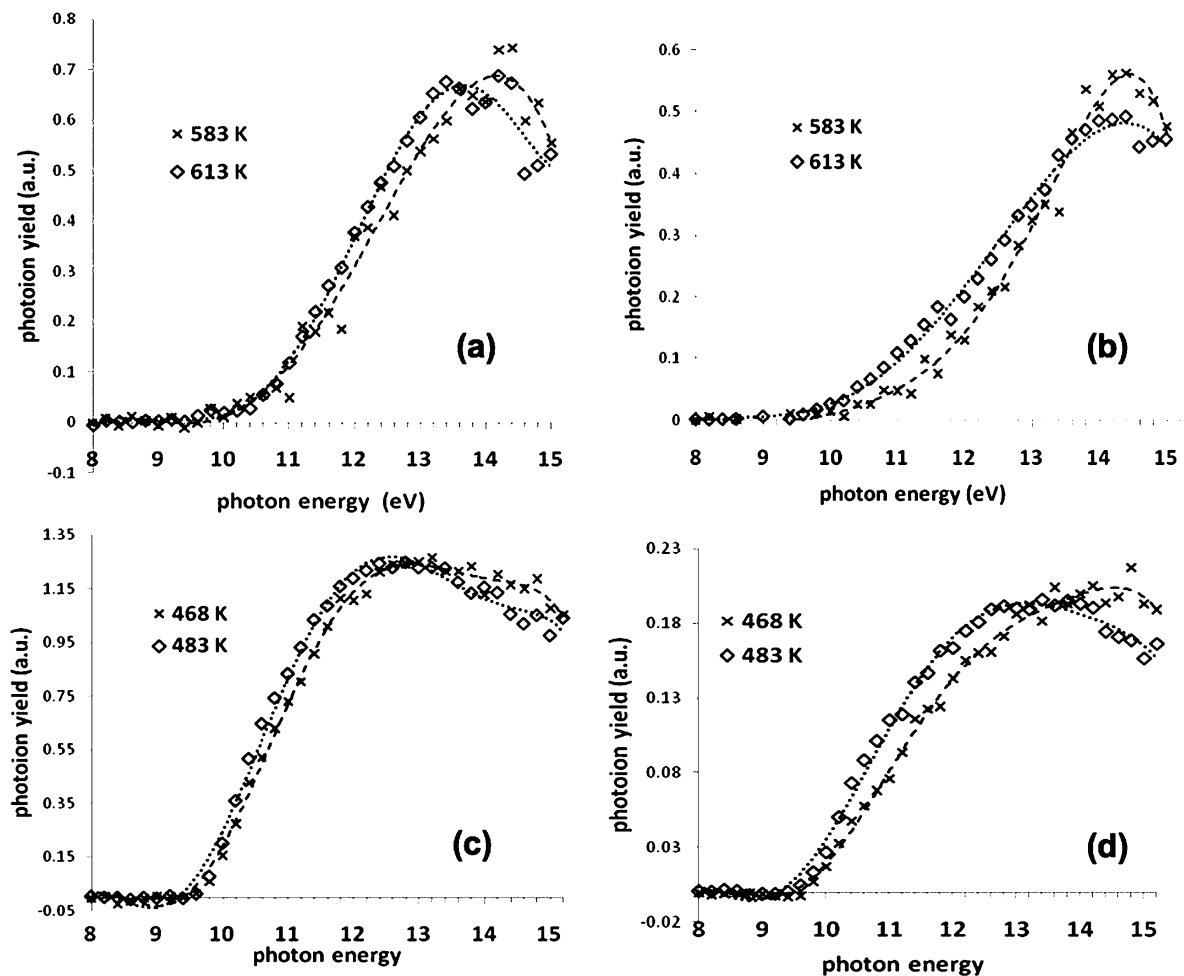 0.8
0.7
0.6
0.5
0.4
0.3
0.2
0.1
0
-0.1
photoion yield (a.u.)
583 K
613 K
(a)
8 9 10 11 12 13 14 15
photon energy (eV)
0.6
0.5
0.4
0.3
0.2
0.1
0
photoion yield (a.u.)
583 K
613 K
(b)
8 9 10 11 12 13 14 15
photon energy (eV)
1.35
1.15
0.95
0.75
0.55
0.35
0.15
-0.05
photoion yield (a.u.)
468 K
483 K
(c)
8 9 10 11 12 13 14 15
photon energy
0.23
0.18
0.13
0.08
0.03
-0.02
photoion yield (a.u.)
468 K
483 K
(d)
8 9 10 11 12 13 14 15
photon energy